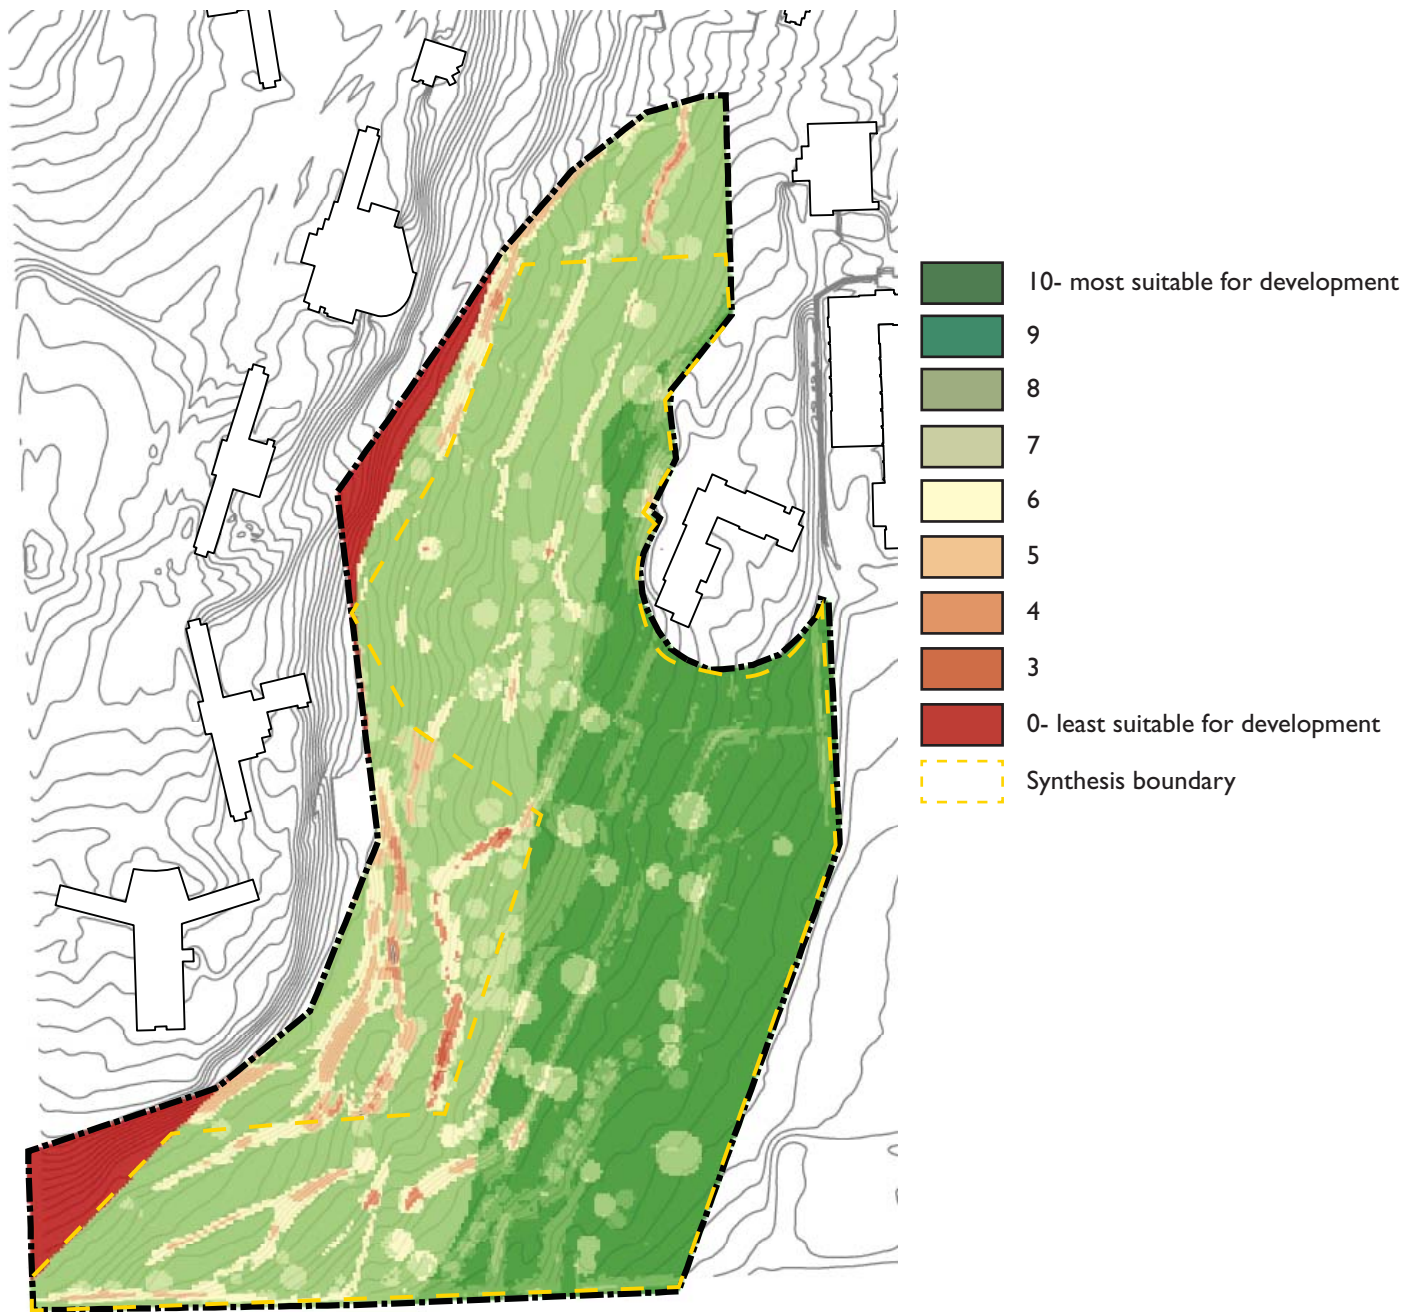 10- most suitable for development
9
8
7
6
5
4
3
0- least suitable for development
Synthesis boundary